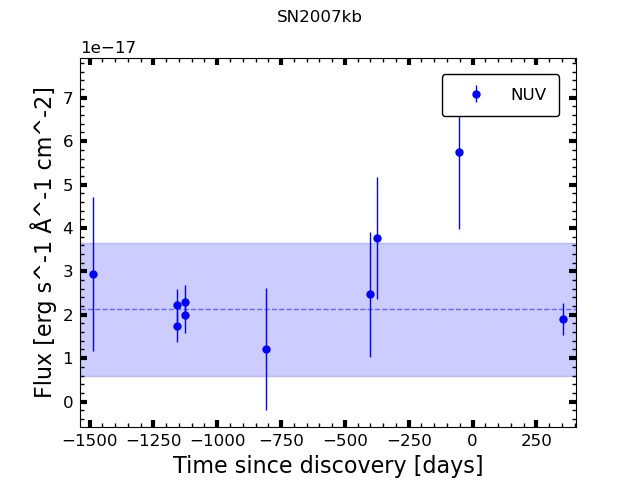 SN2007kb
1e−17
NUV
7
6
5
4
3
2
1
0
Flux [erg s^-1 Å^-1 cm^-2]
−1500 −1250 −1000 −750 −500 −250 0 250
Time since discovery [days]